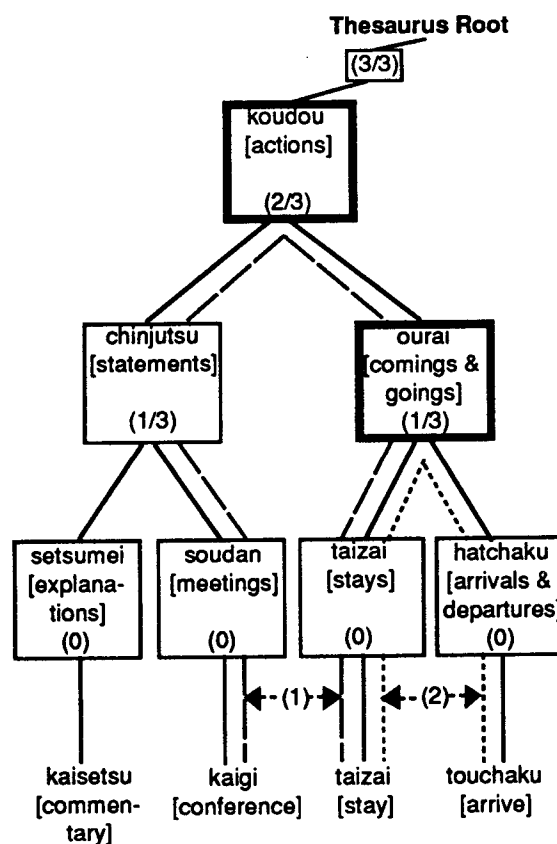 Thesaurus Root
(3/3)
koudou
[actions]
(2/3)
chinjutsu
[statements]
(1/3)
ourai
[comings &
goings]
(1/3)
setsumei
[explana-
tions]
(0)
soudan
[meetings]
(0)
taizai
[stays]
(0)
hatchaku
[arrivals &
departures]
(0)
(1)
(2)
kaisetsu
[commen-
tary]
kaigi
[conference]
taizai
[stay]
touchaku
[arrive]